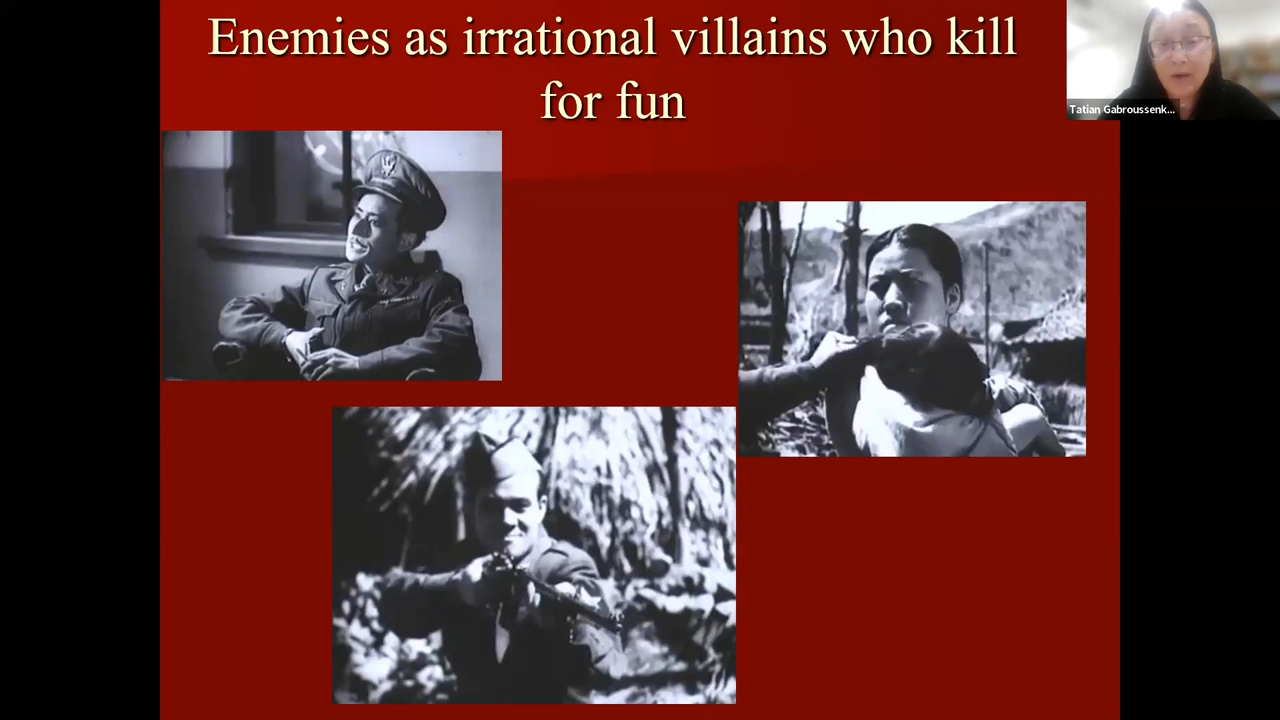 Enemies as irrational villains who kill
for fun
Tatian Gabroussenk...